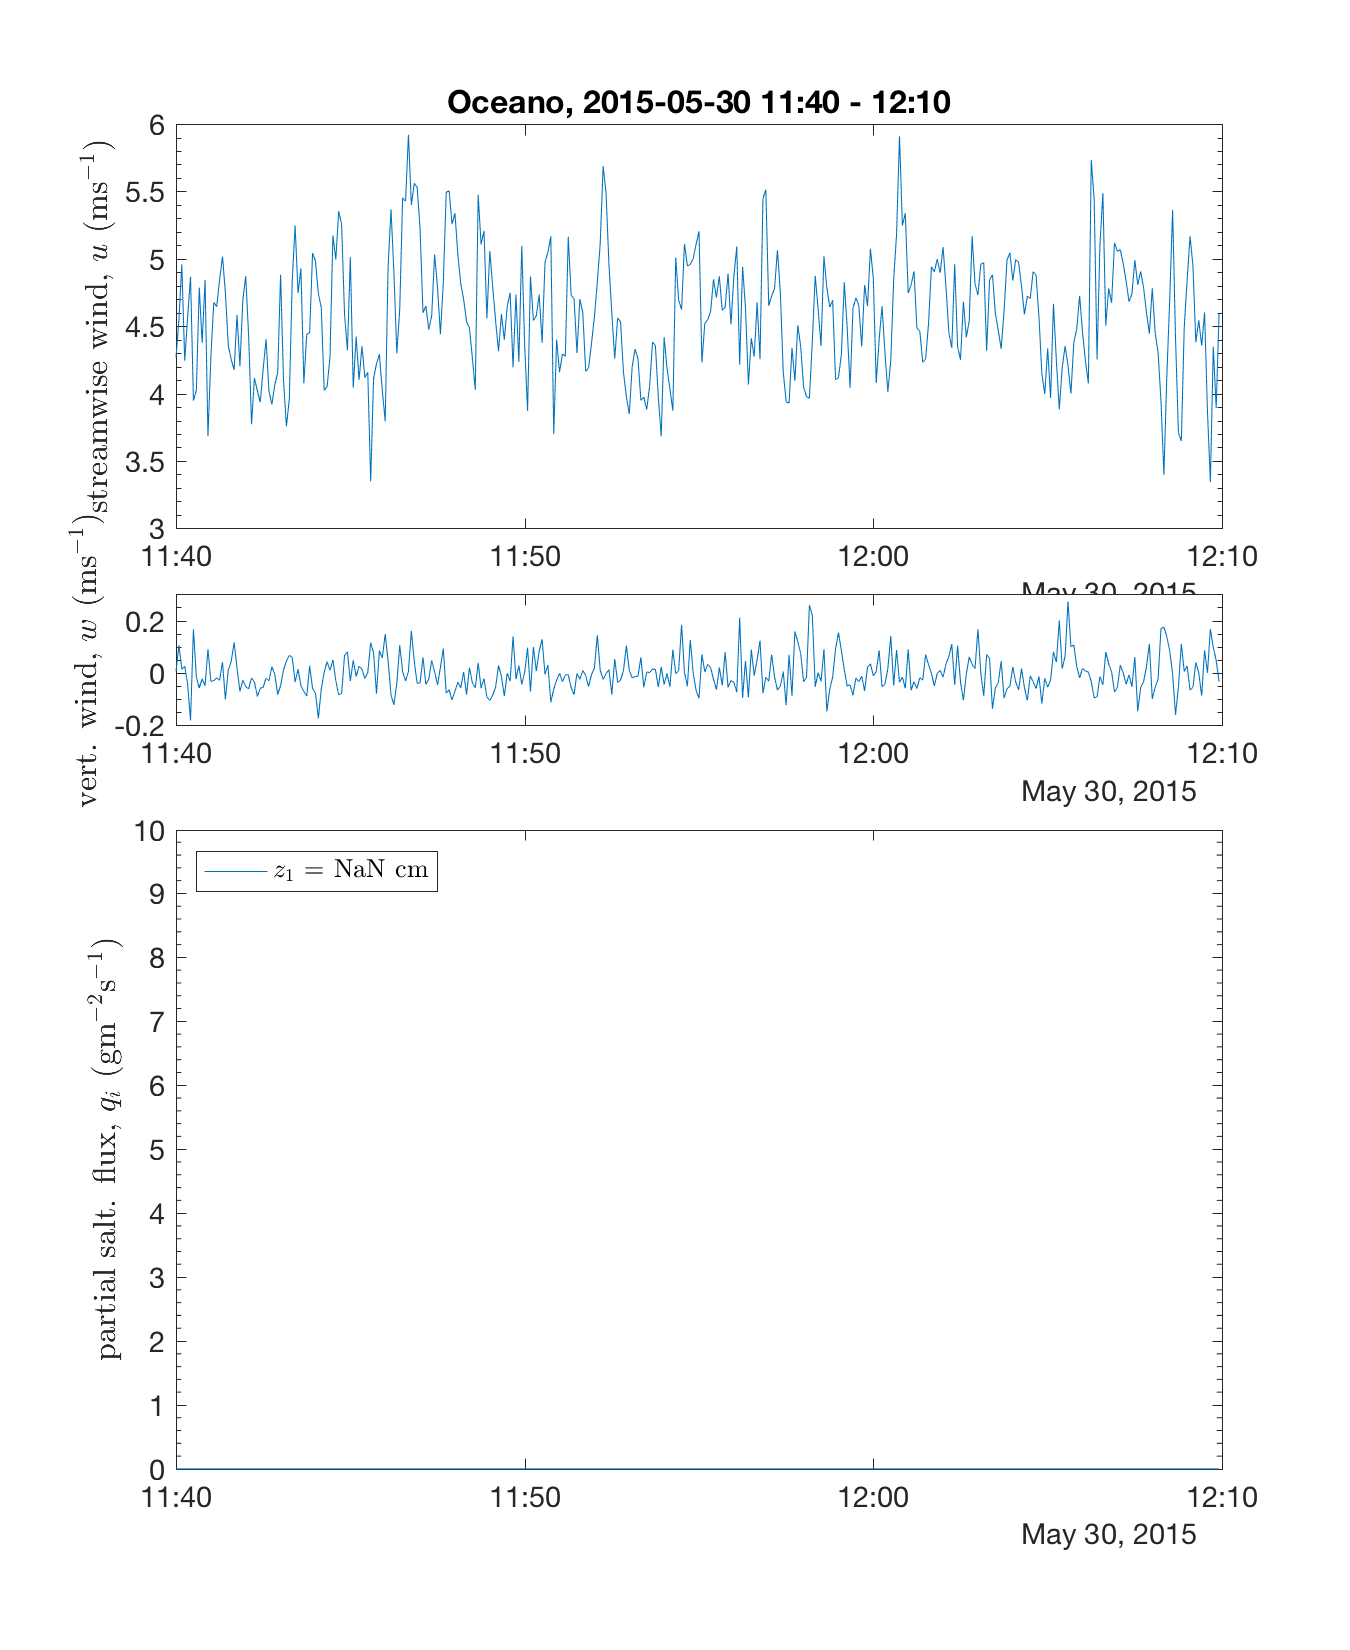 Oceano, 2015-05-30 11:40 - 12:10
streamwise wind, u (ms⁻¹)
6
5.5
5
4.5
4
3.5
3
11:40 11:50 12:00 12:10
May 30, 2015
vert. wind, w (ms⁻¹)
0.2
0
-0.2
11:40 11:50 12:00 12:10
May 30, 2015
partial salt. flux, qᵢ (gm⁻²s⁻¹)
10
9
8
7
6
5
4
3
2
1
0
z₁ = NaN cm
11:40 11:50 12:00 12:10
May 30, 2015